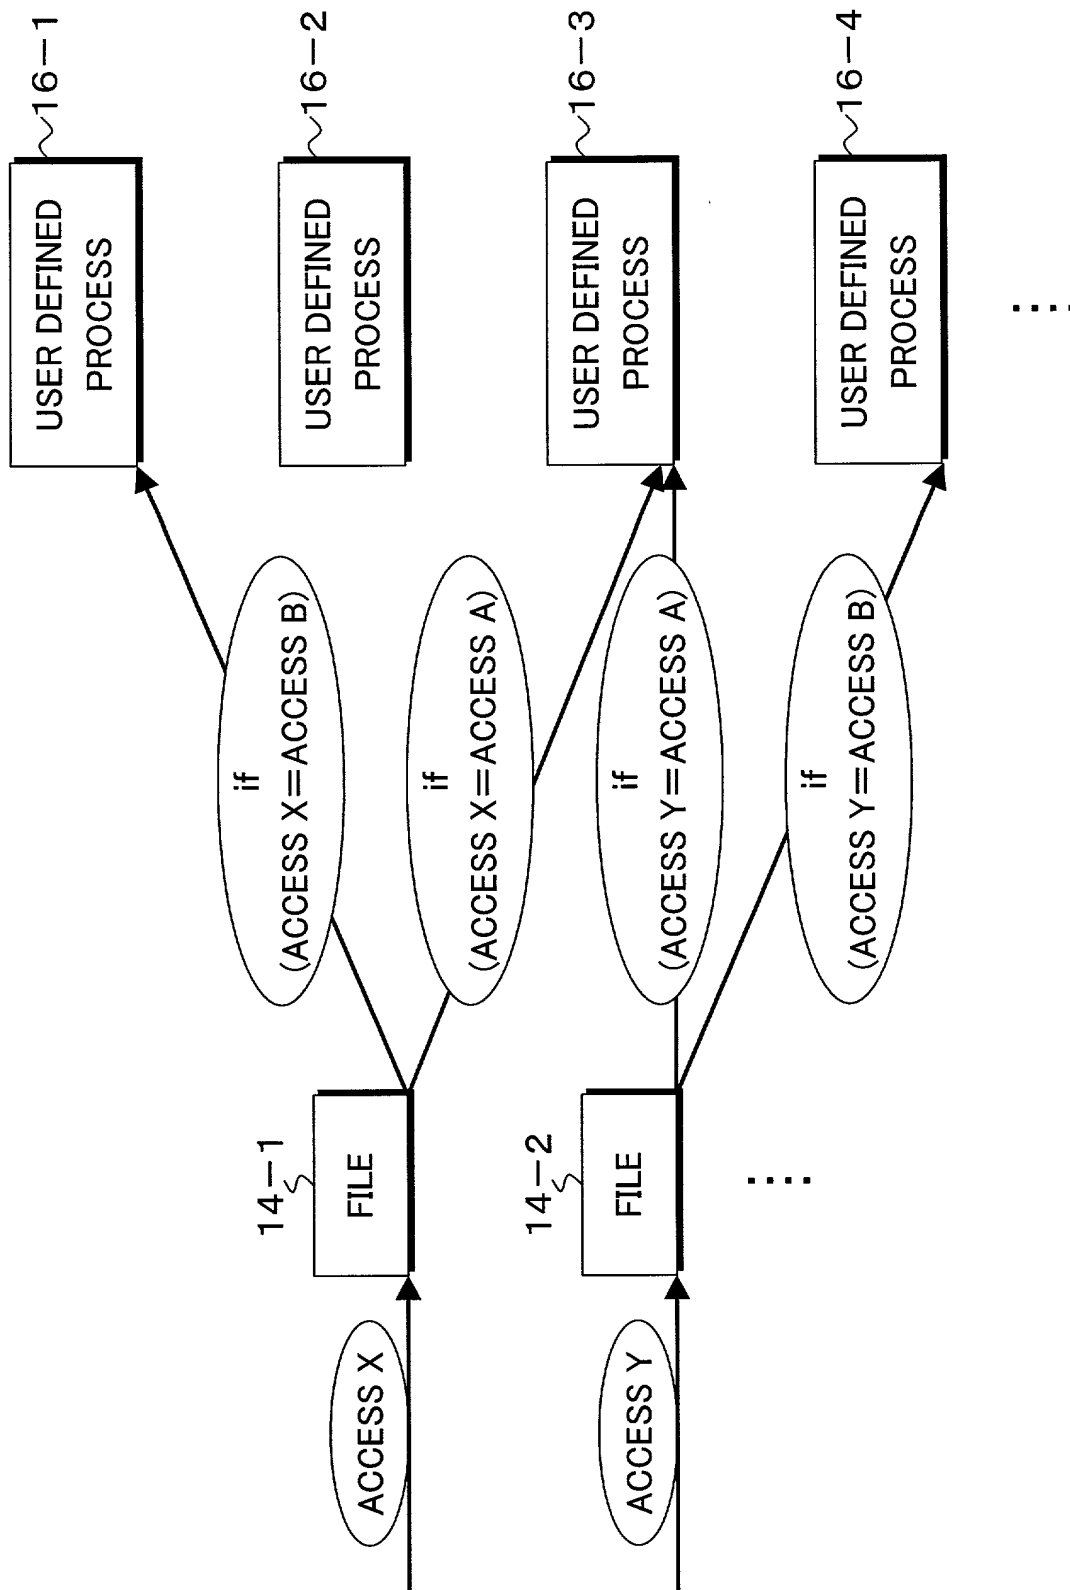 ACCESS X
14-1
FILE
if
(ACCESS X=ACCESS B)
if
(ACCESS X=ACCESS A)
USER DEFINED
PROCESS
16-1
USER DEFINED
PROCESS
16-2
ACCESS Y
14-2
FILE
....
if
(ACCESS Y=ACCESS A)
if
(ACCESS Y=ACCESS B)
USER DEFINED
PROCESS
16-3
USER DEFINED
PROCESS
16-4
....